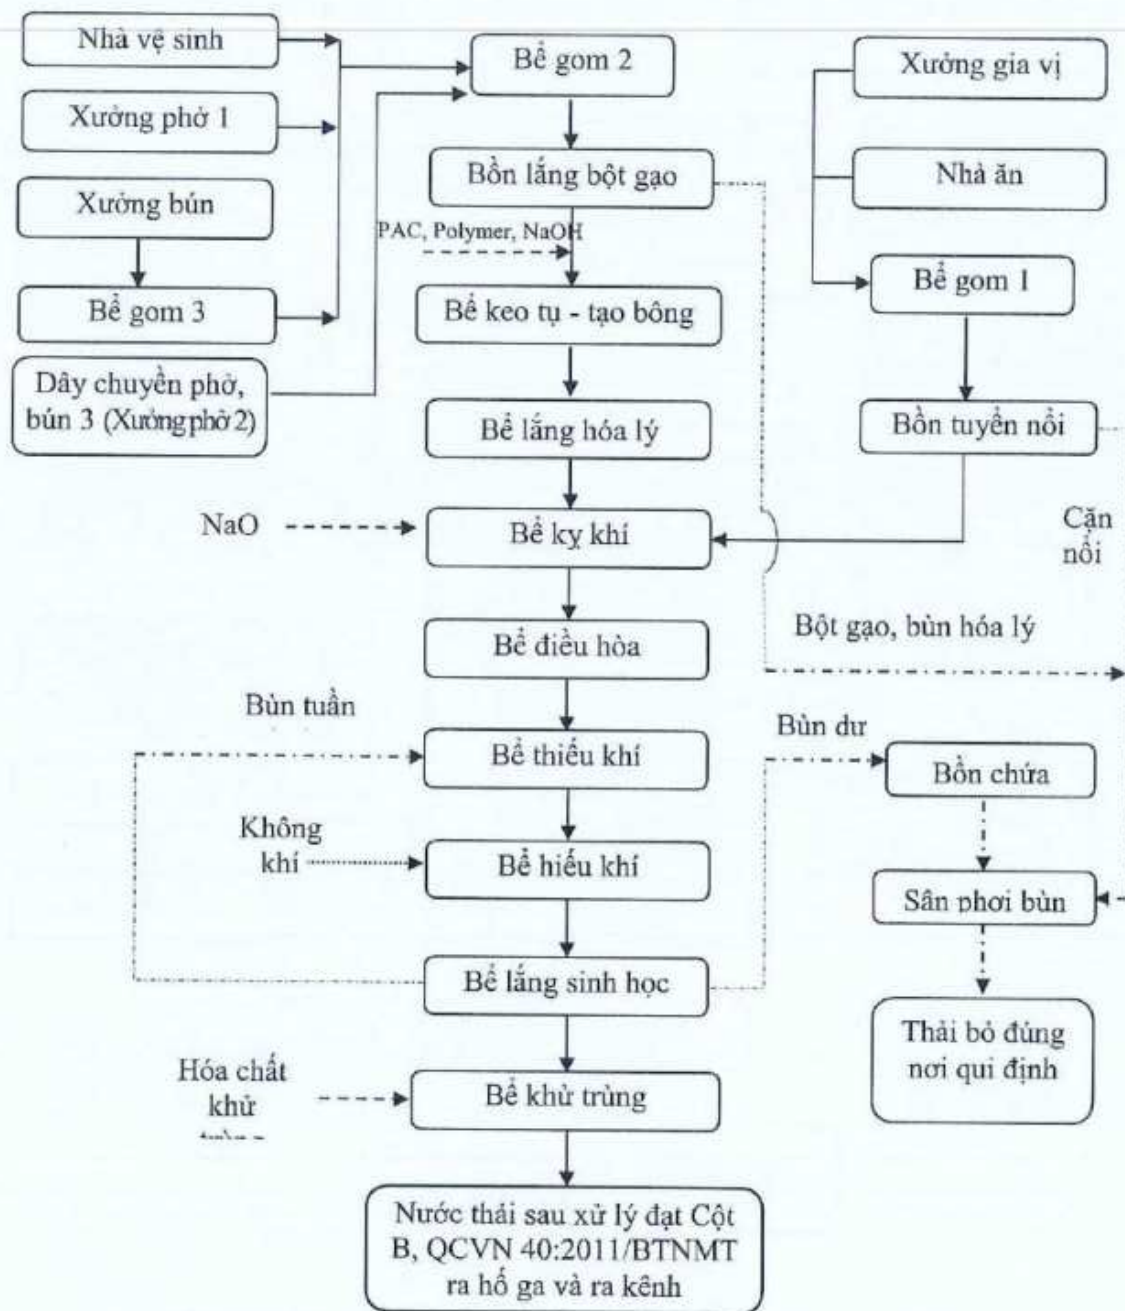 Nhà vệ sinh
Bể gom 2
Xưởng gia vị
Xưởng phở 1
Bồn lắng bột gạo
Nhà ăn
Xưởng bún
PAC, Polymer, NaOH
Bể gom 1
Bể gom 3
Bể keo tụ - tạo bông
Dây chuyền phở,
bún 3 (Xưởng phở 2)
Bể lắng hóa lý
Bồn tuyển nổi
NaO
Bể kỵ khí
Cặn
nổi
Bể điều hòa
Bột gạo, bùn hóa lý
Bùn tuần
Bùn dư
Bể thiếu khí
Bồn chứa
Không
khí
Bể hiếu khí
Sân phơi bùn
Bể lắng sinh học
Thải bỏ đúng
nơi qui định
Hóa chất
khử
Bể khử trùng
Nước thải sau xử lý đạt Cột
B, QCVN 40:2011/BTNMT
ra hố ga và ra kênh